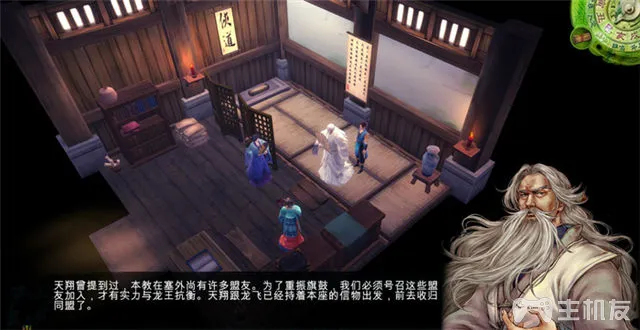 侠道
天翔曾提到过，本教在塞外尚有许多盟友。为了重振旗鼓，我们必须号召这些盟
友加入，才有实力与龙王抗衡。天翔跟龙飞已经持着本座的信物出发，前去收归
同盟了。
主机友